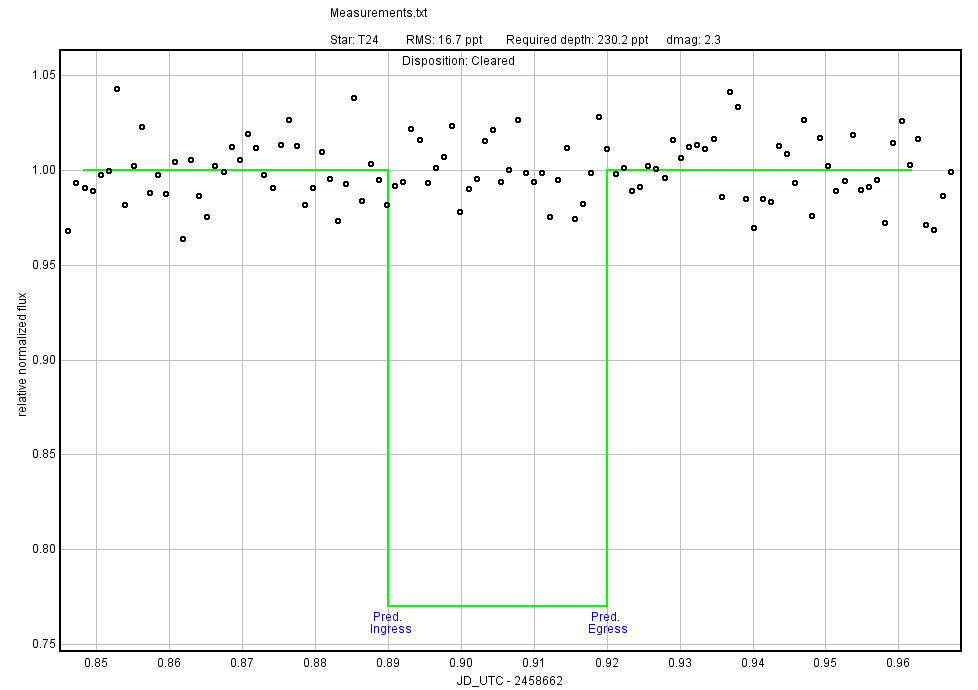 Measurements.txt
Star: T24 RMS: 16.7 ppt Required depth: 230.2 ppt dmag: 2.3
Disposition: Cleared
1.05
1.00
0.95
0.90
0.85
0.80
0.75
relative normalized flux
Pred. Pred.
Ingress Egress
0.85 0.86 0.87 0.88 0.89 0.90 0.91 0.92 0.93 0.94 0.95 0.96
JD_UTC - 2458662